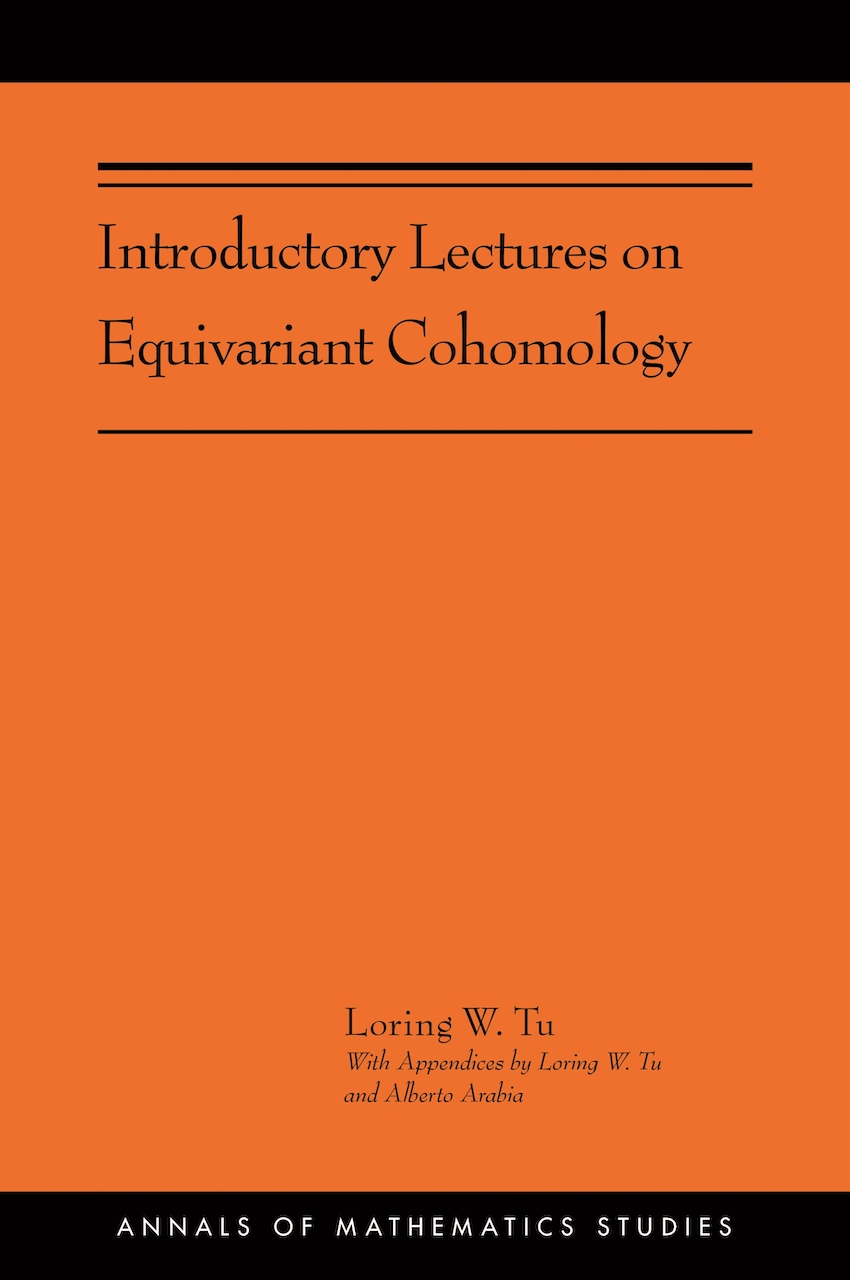 Introductory Lectures on
Equivariant Cohomology
Loring W. Tu
With Appendices by Loring W. Tu
and Alberto Arabia
ANNALS OF MATHEMATICS STUDIES